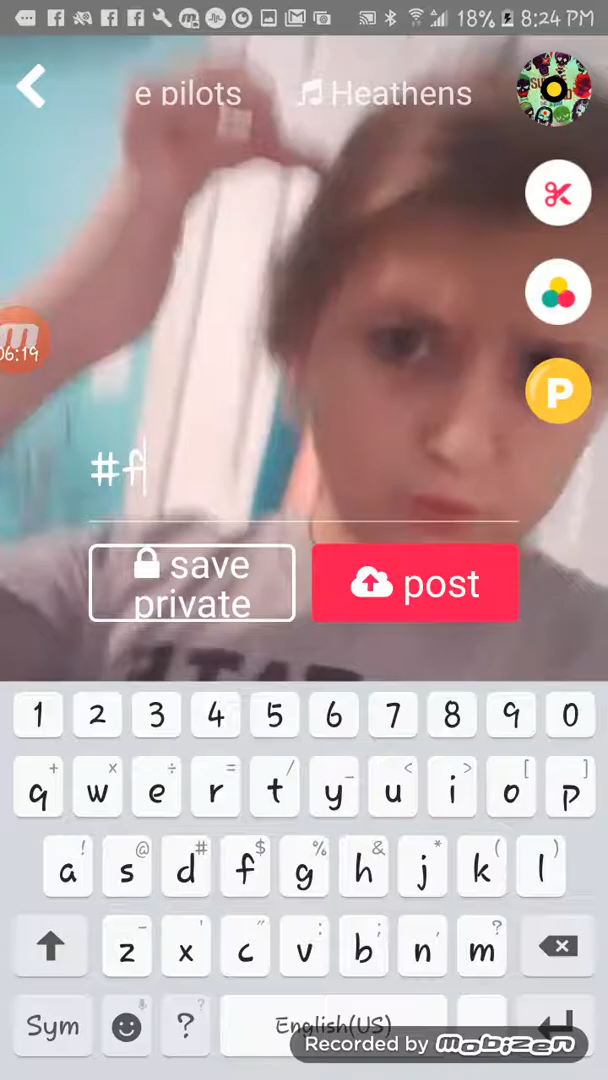 18% 8:24 PM
e pilots Heathens
06:19
P
#f
save private
post
1 2 3 4 5 6 7 8 9 0
+ × ÷ = / _ < > [ ]
q w e r t y u i o p
! @ # $ % & * ( )
a s d f g h j k l
- ' " : ; , ?
z x c v b n m
Sym ? English(US)
Recorded by mobizen